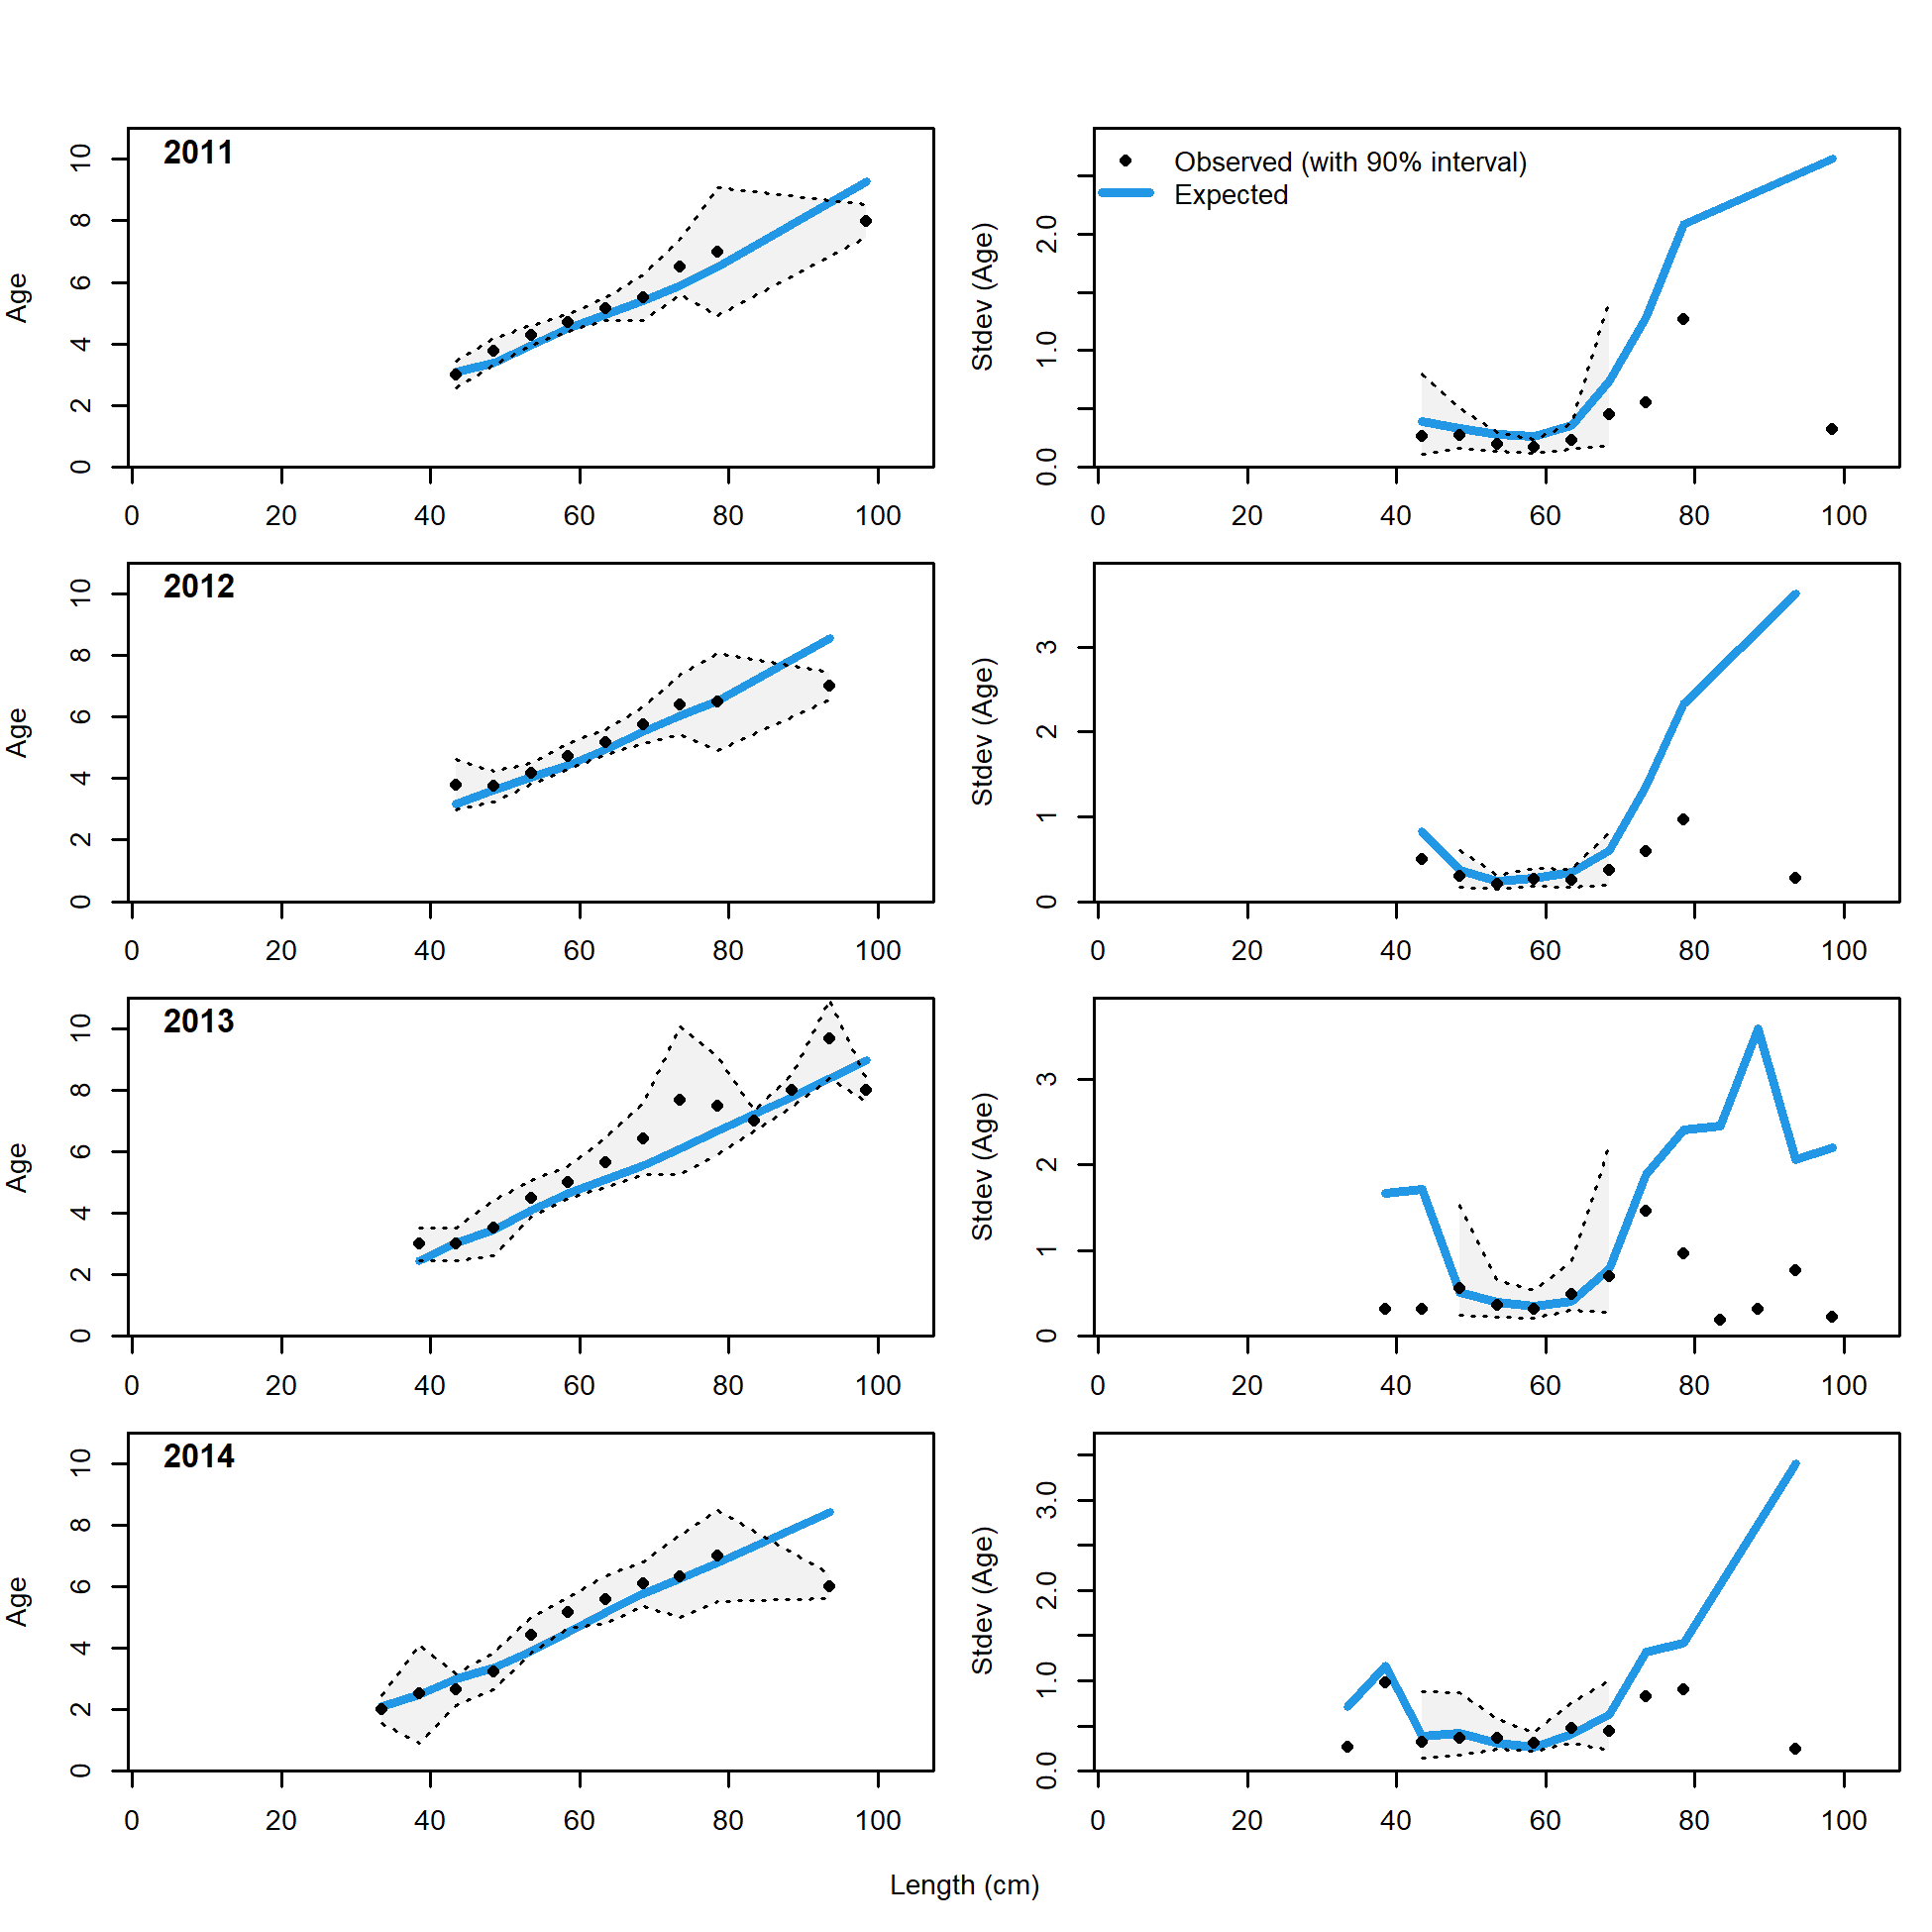 2011
Age
0 2 4 6 8 10
0 20 40 60 80 100
Observed (with 90% interval)
Expected
Stdev (Age)
0.0 1.0 2.0
0 20 40 60 80 100
2012
Age
0 2 4 6 8 10
0 20 40 60 80 100
Stdev (Age)
0 1 2 3
0 20 40 60 80 100
2013
Age
0 2 4 6 8 10
0 20 40 60 80 100
Stdev (Age)
0 1 2 3
0 20 40 60 80 100
2014
Age
0 2 4 6 8 10
0 20 40 60 80 100
Stdev (Age)
0.0 1.0 2.0 3.0
0 20 40 60 80 100
Length (cm)